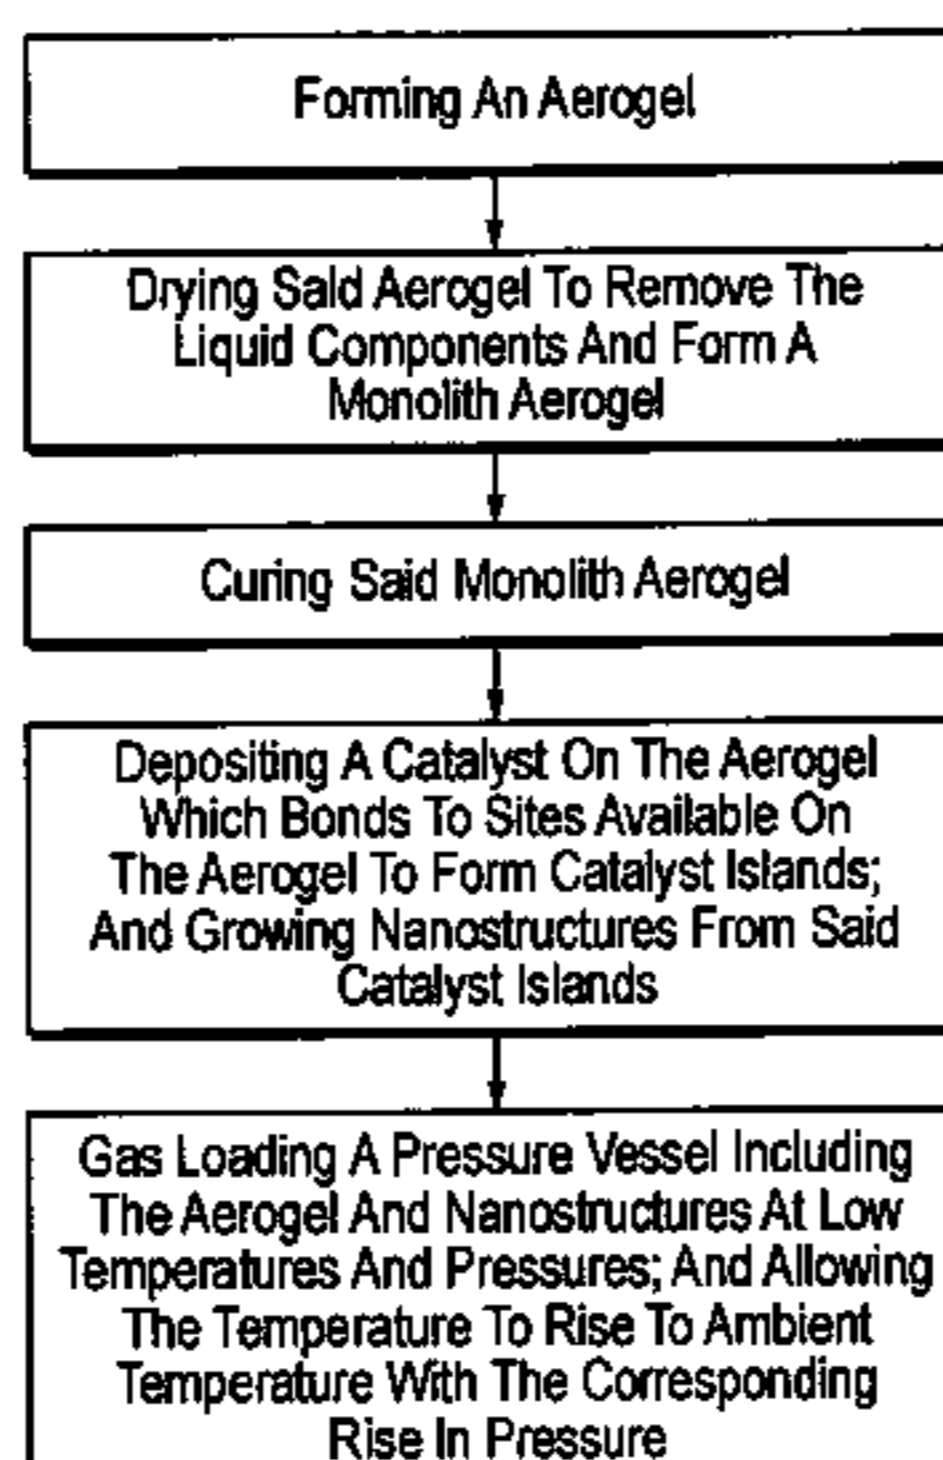 Forming An Aerogel
Drying Said Aerogel To Remove The
Liquid Components And Form A
Monolith Aerogel
Curing Said Monolith Aerogel
Depositing A Catalyst On The Aerogel
Which Bonds To Sites Available On
The Aerogel To Form Catalyst Islands;
And Growing Nanostructures From Said
Catalyst Islands
Gas Loading A Pressure Vessel Including
The Aerogel And Nanostructures At Low
Temperatures And Pressures; And Allowing
The Temperature To Rise To Ambient
Temperature With The Corresponding
Rise In Pressure